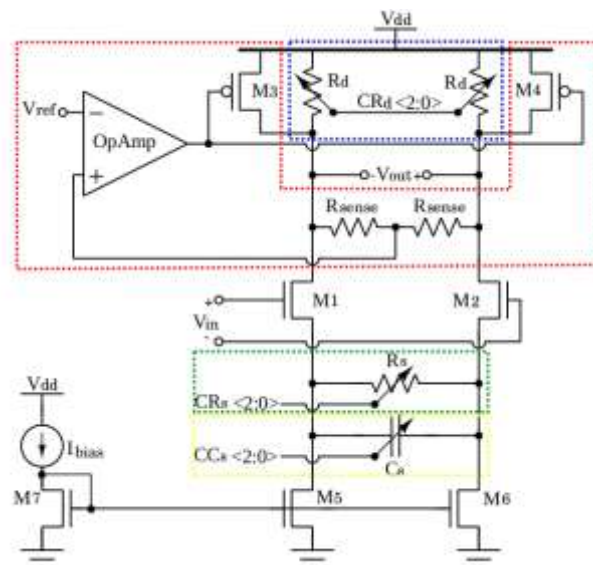 Vdd
M3
Rd
Rd
M4
CRd <2:0>
Vref
-
OpAmp
+
-Vout+
Rsense
Rsense
+
M1
M2
Vin
-
Rs
CRs <2:0>
Vdd
CCs <2:0>
Cs
Ibias
M7
M5
M6